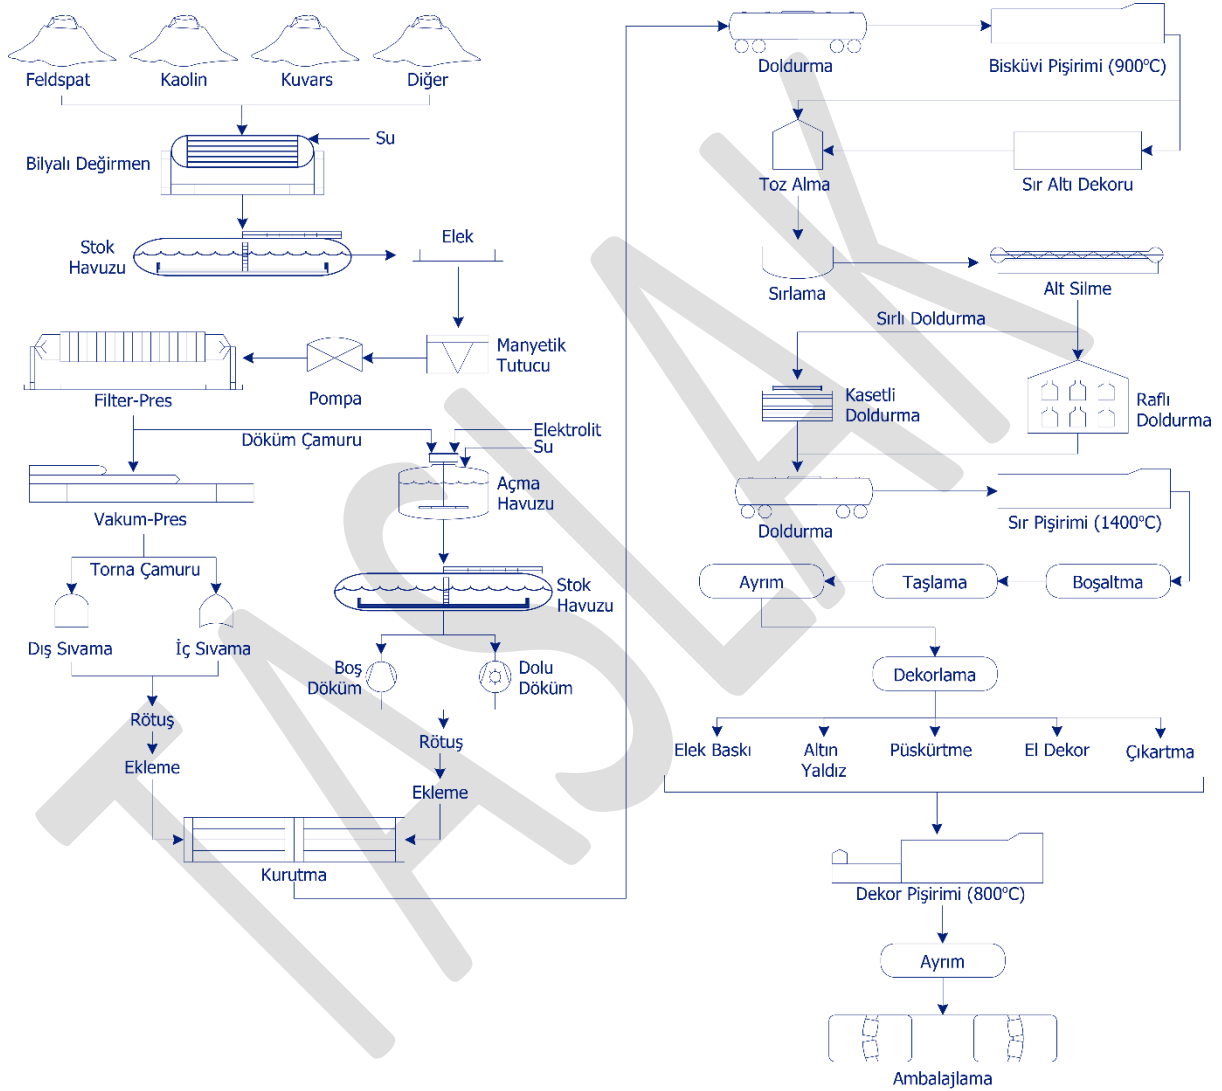 Feldspat
Kaolin
Kuvars
Diğer
Su
Bilyalı Değirmen
Stok
Havuzu
Elek
Manyetik
Tutucu
Pompa
Filter-Pres
Döküm Çamuru
Elektrolit
Su
Açma
Havuzu
Vakum-Pres
Torna Çamuru
Dış Sıvama
İç Sıvama
Stok
Havuzu
Boş
Döküm
Dolu
Döküm
Rötuş
Ekleme
Rötuş
Ekleme
Kurutma
Doldurma
Bisküvi Pişirimi (900°C)
Toz Alma
Sır Altı Dekoru
Sırlama
Alt Silme
Sırlı Doldurma
Kasetli
Doldurma
Raflı
Doldurma
Doldurma
Sır Pişirimi (1400°C)
Ayrım
Taşlama
Boşaltma
Dekorlama
Elek Baskı
Altın
Yaldız
Püskürtme
El Dekor
Çıkartma
Dekor Pişirimi (800°C)
Ayrım
Ambalajlama
TASLAK